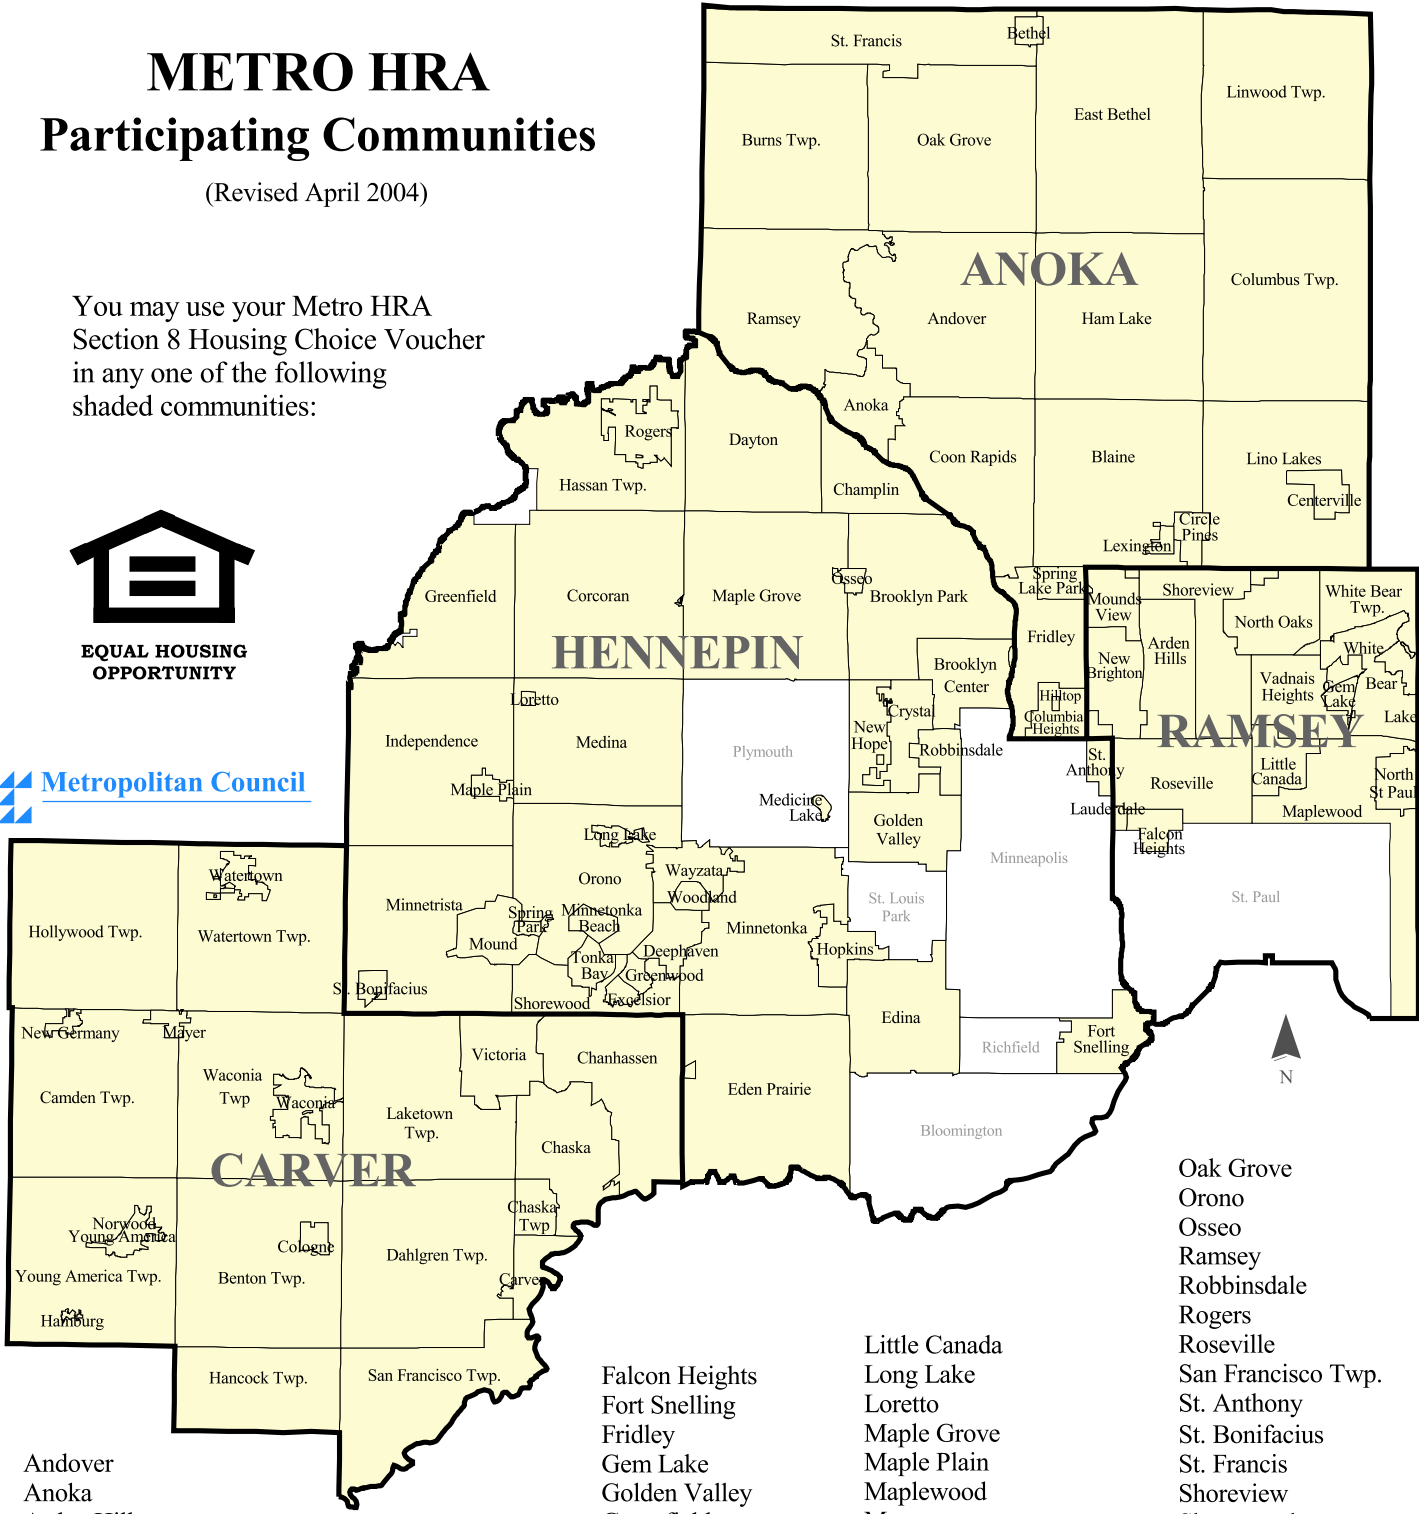 METRO HRA
Participating Communities
(Revised April 2004)
You may use your Metro HRA
Section 8 Housing Choice Voucher
in any one of the following
shaded communities:
EQUAL HOUSING
OPPORTUNITY
Metropolitan Council
ANOKA
St. Francis
Bethel
Linwood Twp.
East Bethel
Burns Twp.
Oak Grove
Columbus Twp.
Ramsey
Andover
Ham Lake
Anoka
Coon Rapids
Blaine
Lino Lakes
Centerville
Circle
Pines
Lexington
Spring
Lake Park
Fridley
Hilltop
Columbia
Heights
HENNEPIN
Rogers
Dayton
Hassan Twp.
Champlin
Greenfield
Corcoran
Maple Grove
Osseo
Brooklyn Park
Brooklyn
Center
Loretto
Crystal
New
Hope
Independence
Medina
Plymouth
Robbinsdale
Maple Plain
Medicine
Lake
Golden
Valley
Long Lake
Minneapolis
Orono
Wayzata
Woodland
St. Louis
Park
Minnetrista
Spring
Park
Minnetonka
Beach
Minnetonka
Mound
Hopkins
Deephaven
Tonka
Bay
Greenwood
St. Bonifacius
Shorewood
Excelsior
Edina
Fort
Snelling
Richfield
Eden Prairie
Bloomington
RAMSEY
Mounds
View
Shoreview
White Bear
Twp.
North Oaks
Arden
Hills
White
Bear
Lake
New
Brighton
Vadnais
Heights
Gem
Lake
St.
Anthony
Roseville
Little
Canada
North
St Paul
Lauderdale
Maplewood
Falcon
Heights
St. Paul
N
CARVER
Watertown
Hollywood Twp.
Watertown Twp.
New Germany
Mayer
Camden Twp.
Waconia
Twp
Waconia
Victoria
Chanhassen
Laketown
Twp.
Chaska
Chaska
Twp
Norwood
Young America
Cologne
Young America Twp.
Benton Twp.
Dahlgren Twp.
Carver
Hamburg
Hancock Twp.
San Francisco Twp.
Andover
Anoka
Falcon Heights
Fort Snelling
Fridley
Gem Lake
Golden Valley
Little Canada
Long Lake
Loretto
Maple Grove
Maple Plain
Maplewood
Oak Grove
Orono
Osseo
Ramsey
Robbinsdale
Rogers
Roseville
San Francisco Twp.
St. Anthony
St. Bonifacius
St. Francis
Shoreview